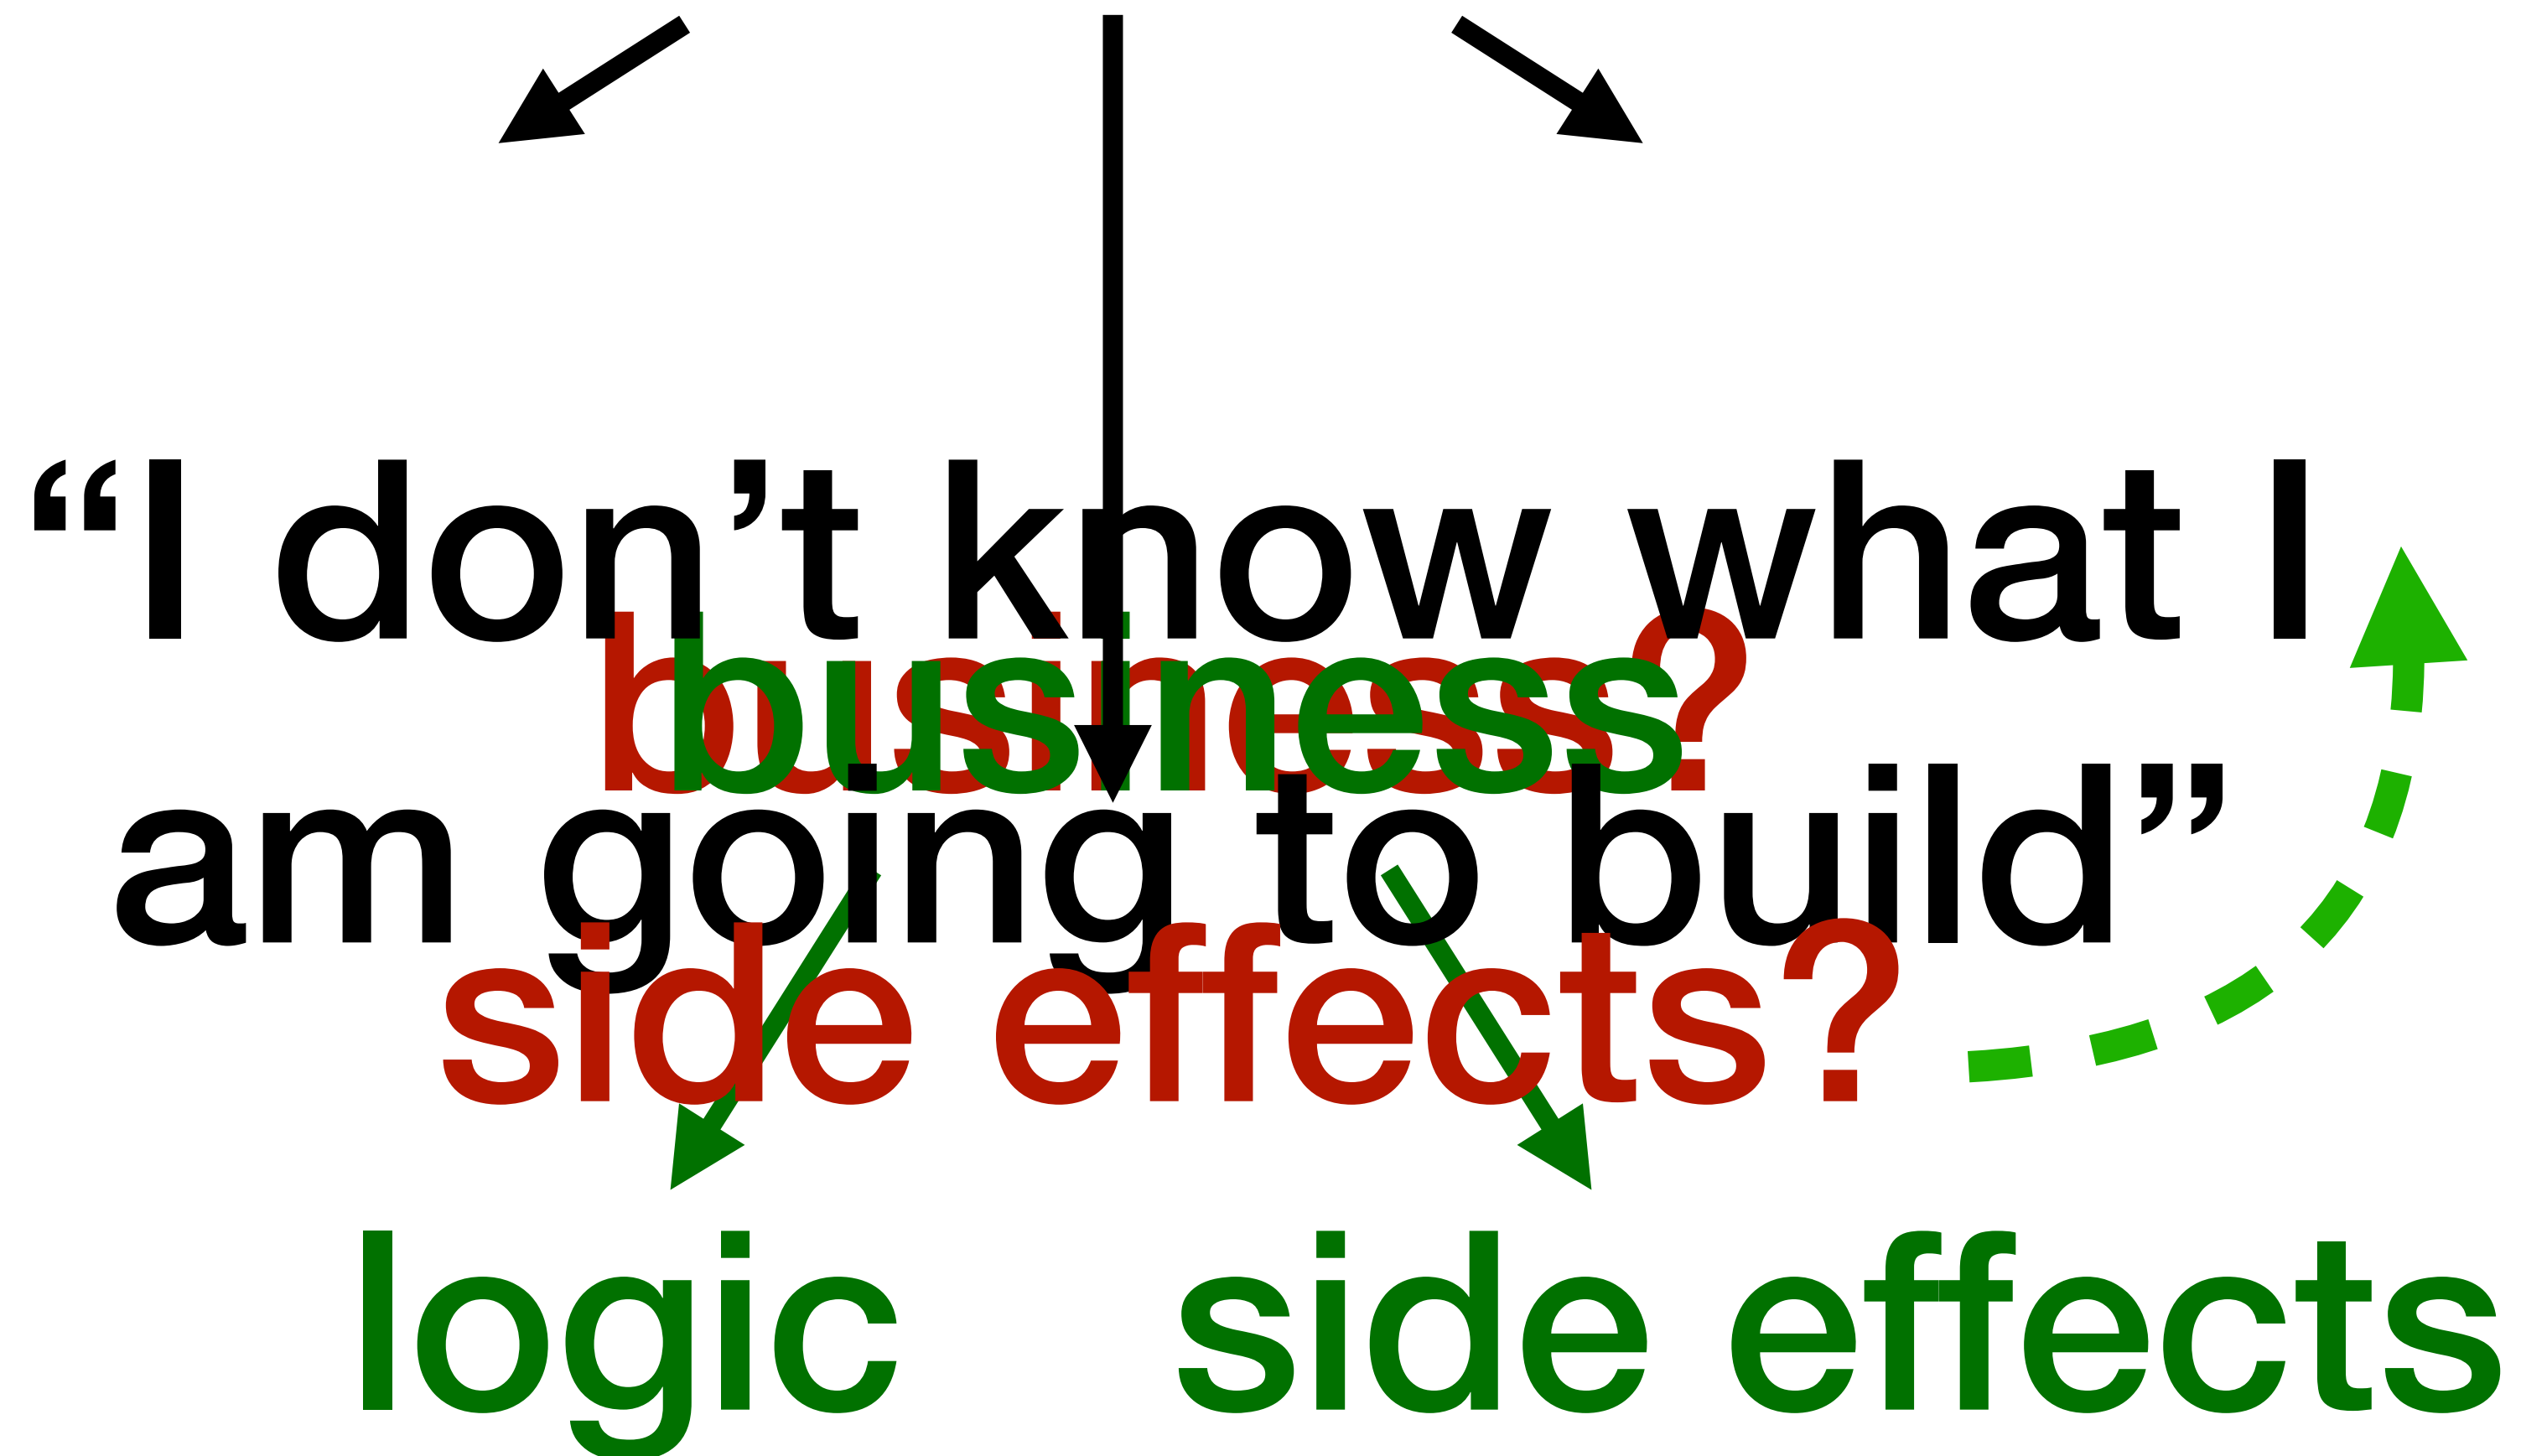 “I don’t know what I
business?
business
am going to build”
side effects?
logic side effects